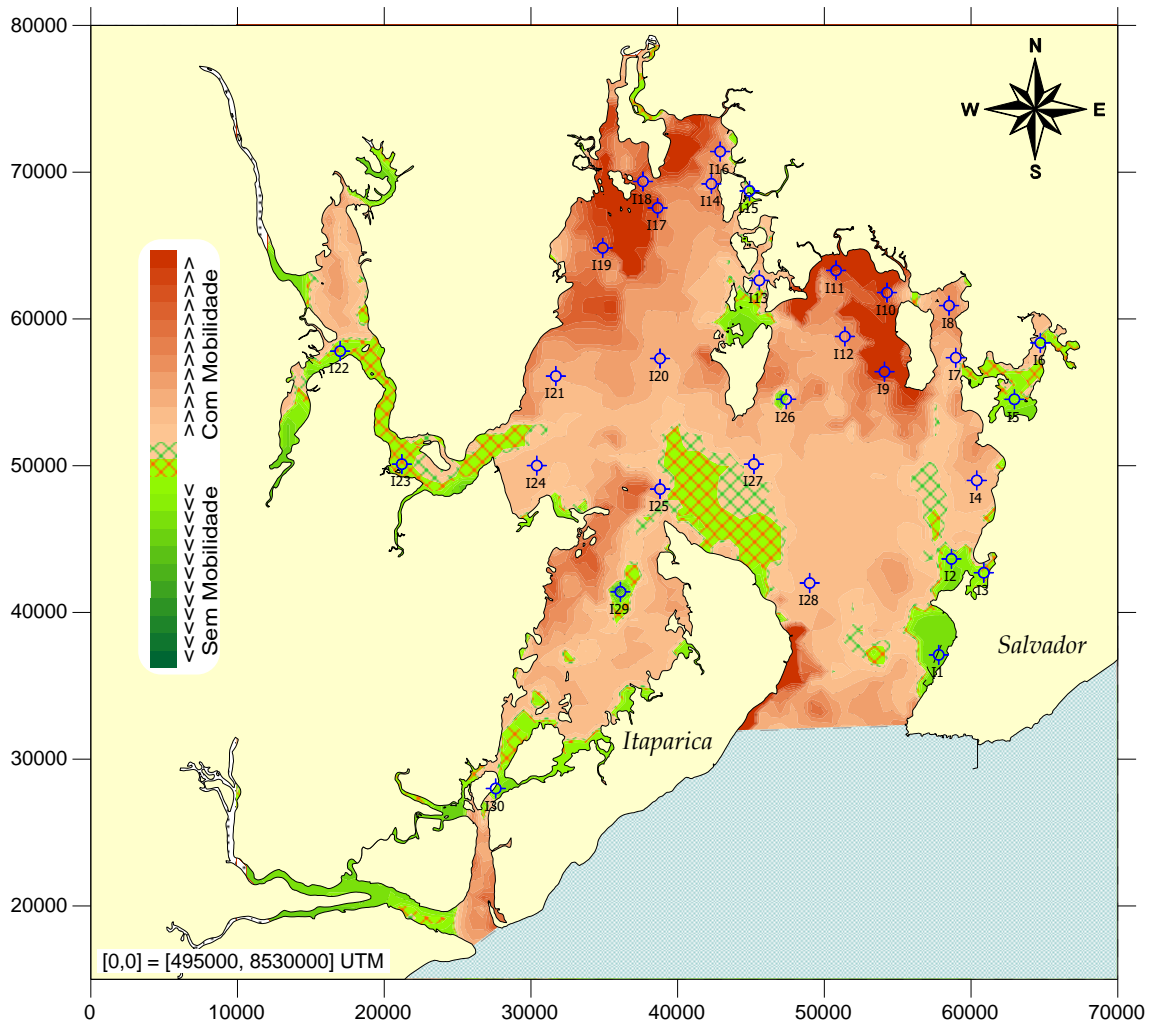 80000
N
W
E
S
I16
70000
I18
I14
I15
I17
I19
I11
I13
I10
60000
I8
I12
I6
I22
I20
I7
I21
I9
I26
I5
Com Mobilidade
>>>>>>>>>>>>
50000
I23
I24
I27
I4
I25
Sem Mobilidade
<<<<<<<<<<<<
I2
I3
I28
40000
I29
Salvador
I1
Itaparica
30000
I30
20000
[0,0] = [495000, 8530000] UTM
0
10000
20000
30000
40000
50000
60000
70000